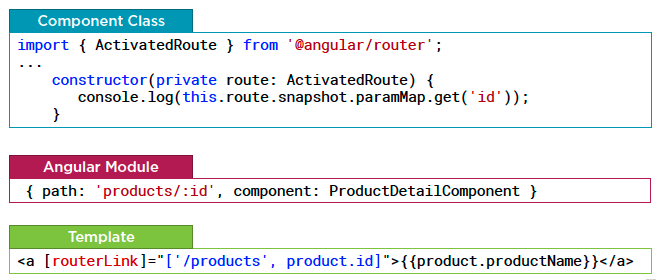 Component Class
import { ActivatedRoute } from '@angular/router';
...
constructor(private route: ActivatedRoute) {
console.log(this.route.snapshot.paramMap.get('id'));
}
Angular Module
{ path: 'products/:id', component: ProductDetailComponent }
Template
<a [routerLink]="['/products', product.id]">{{product.productName}}</a>